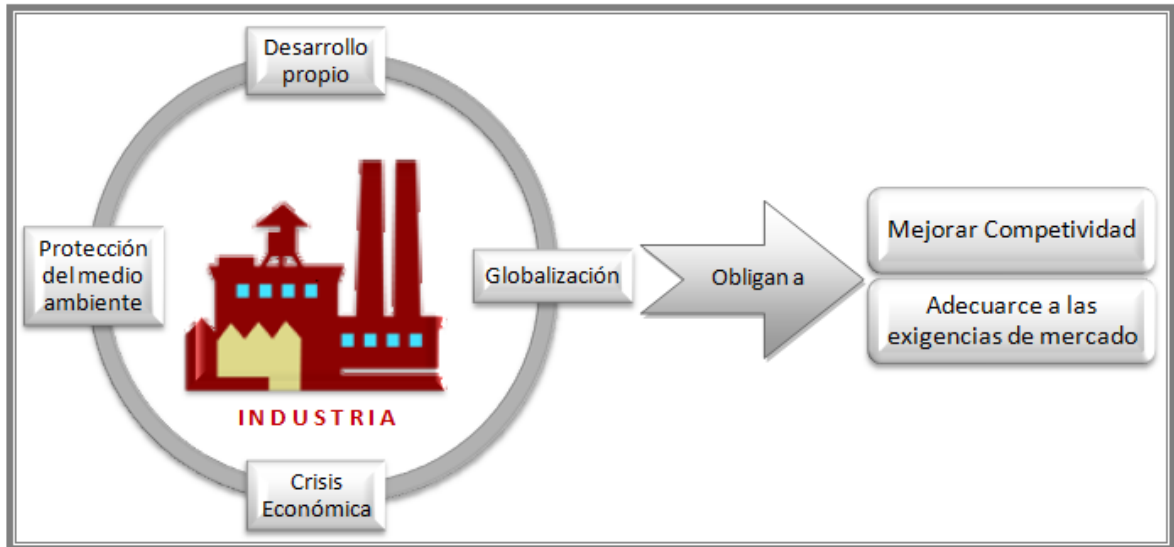 Desarrollo
propio
Protección
del medio
ambiente
Globalización
INDUSTRIA
Crisis
Económica
Obligan a
Mejorar Competividad
Adecuarce a las
exigencias de mercado